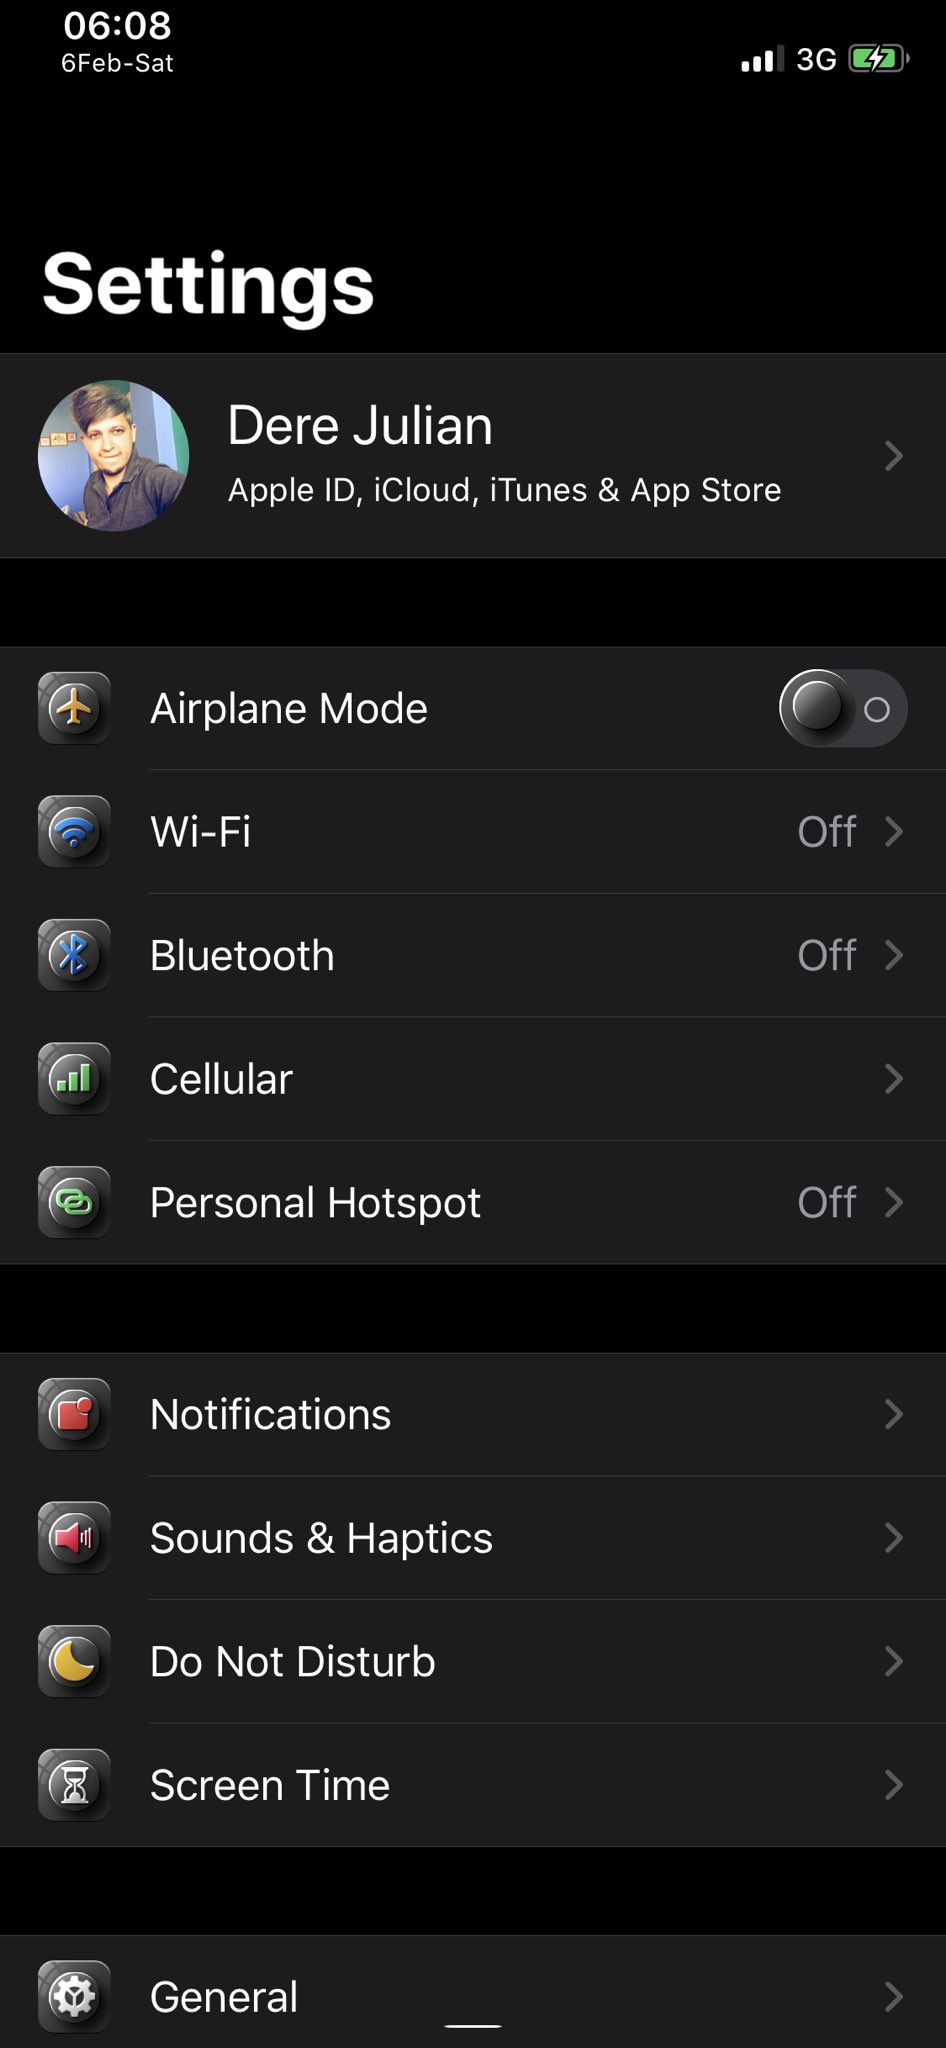 06:08
6Feb-Sat
3G
Settings
Dere Julian
Apple ID, iCloud, iTunes & App Store
Airplane Mode
Wi-Fi
Off
Bluetooth
Off
Cellular
Personal Hotspot
Off
Notifications
Sounds & Haptics
Do Not Disturb
Screen Time
General